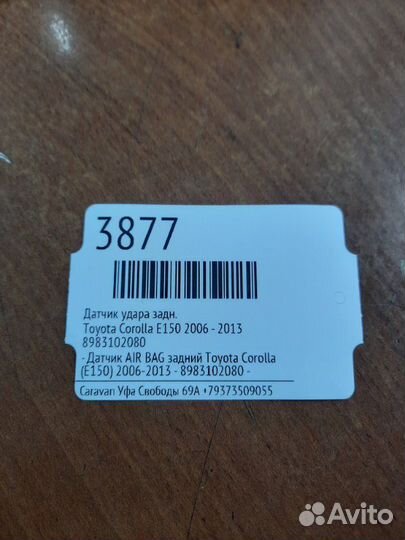 3877
Датчик удара задн.
Toyota Corolla E150 2006 - 2013
8983102080
- Датчик AIR BAG задний Toyota Corolla
(E150) 2006-2013 - 8983102080 -
Caravan Уфа Свободы 69А +79373509055
Avito